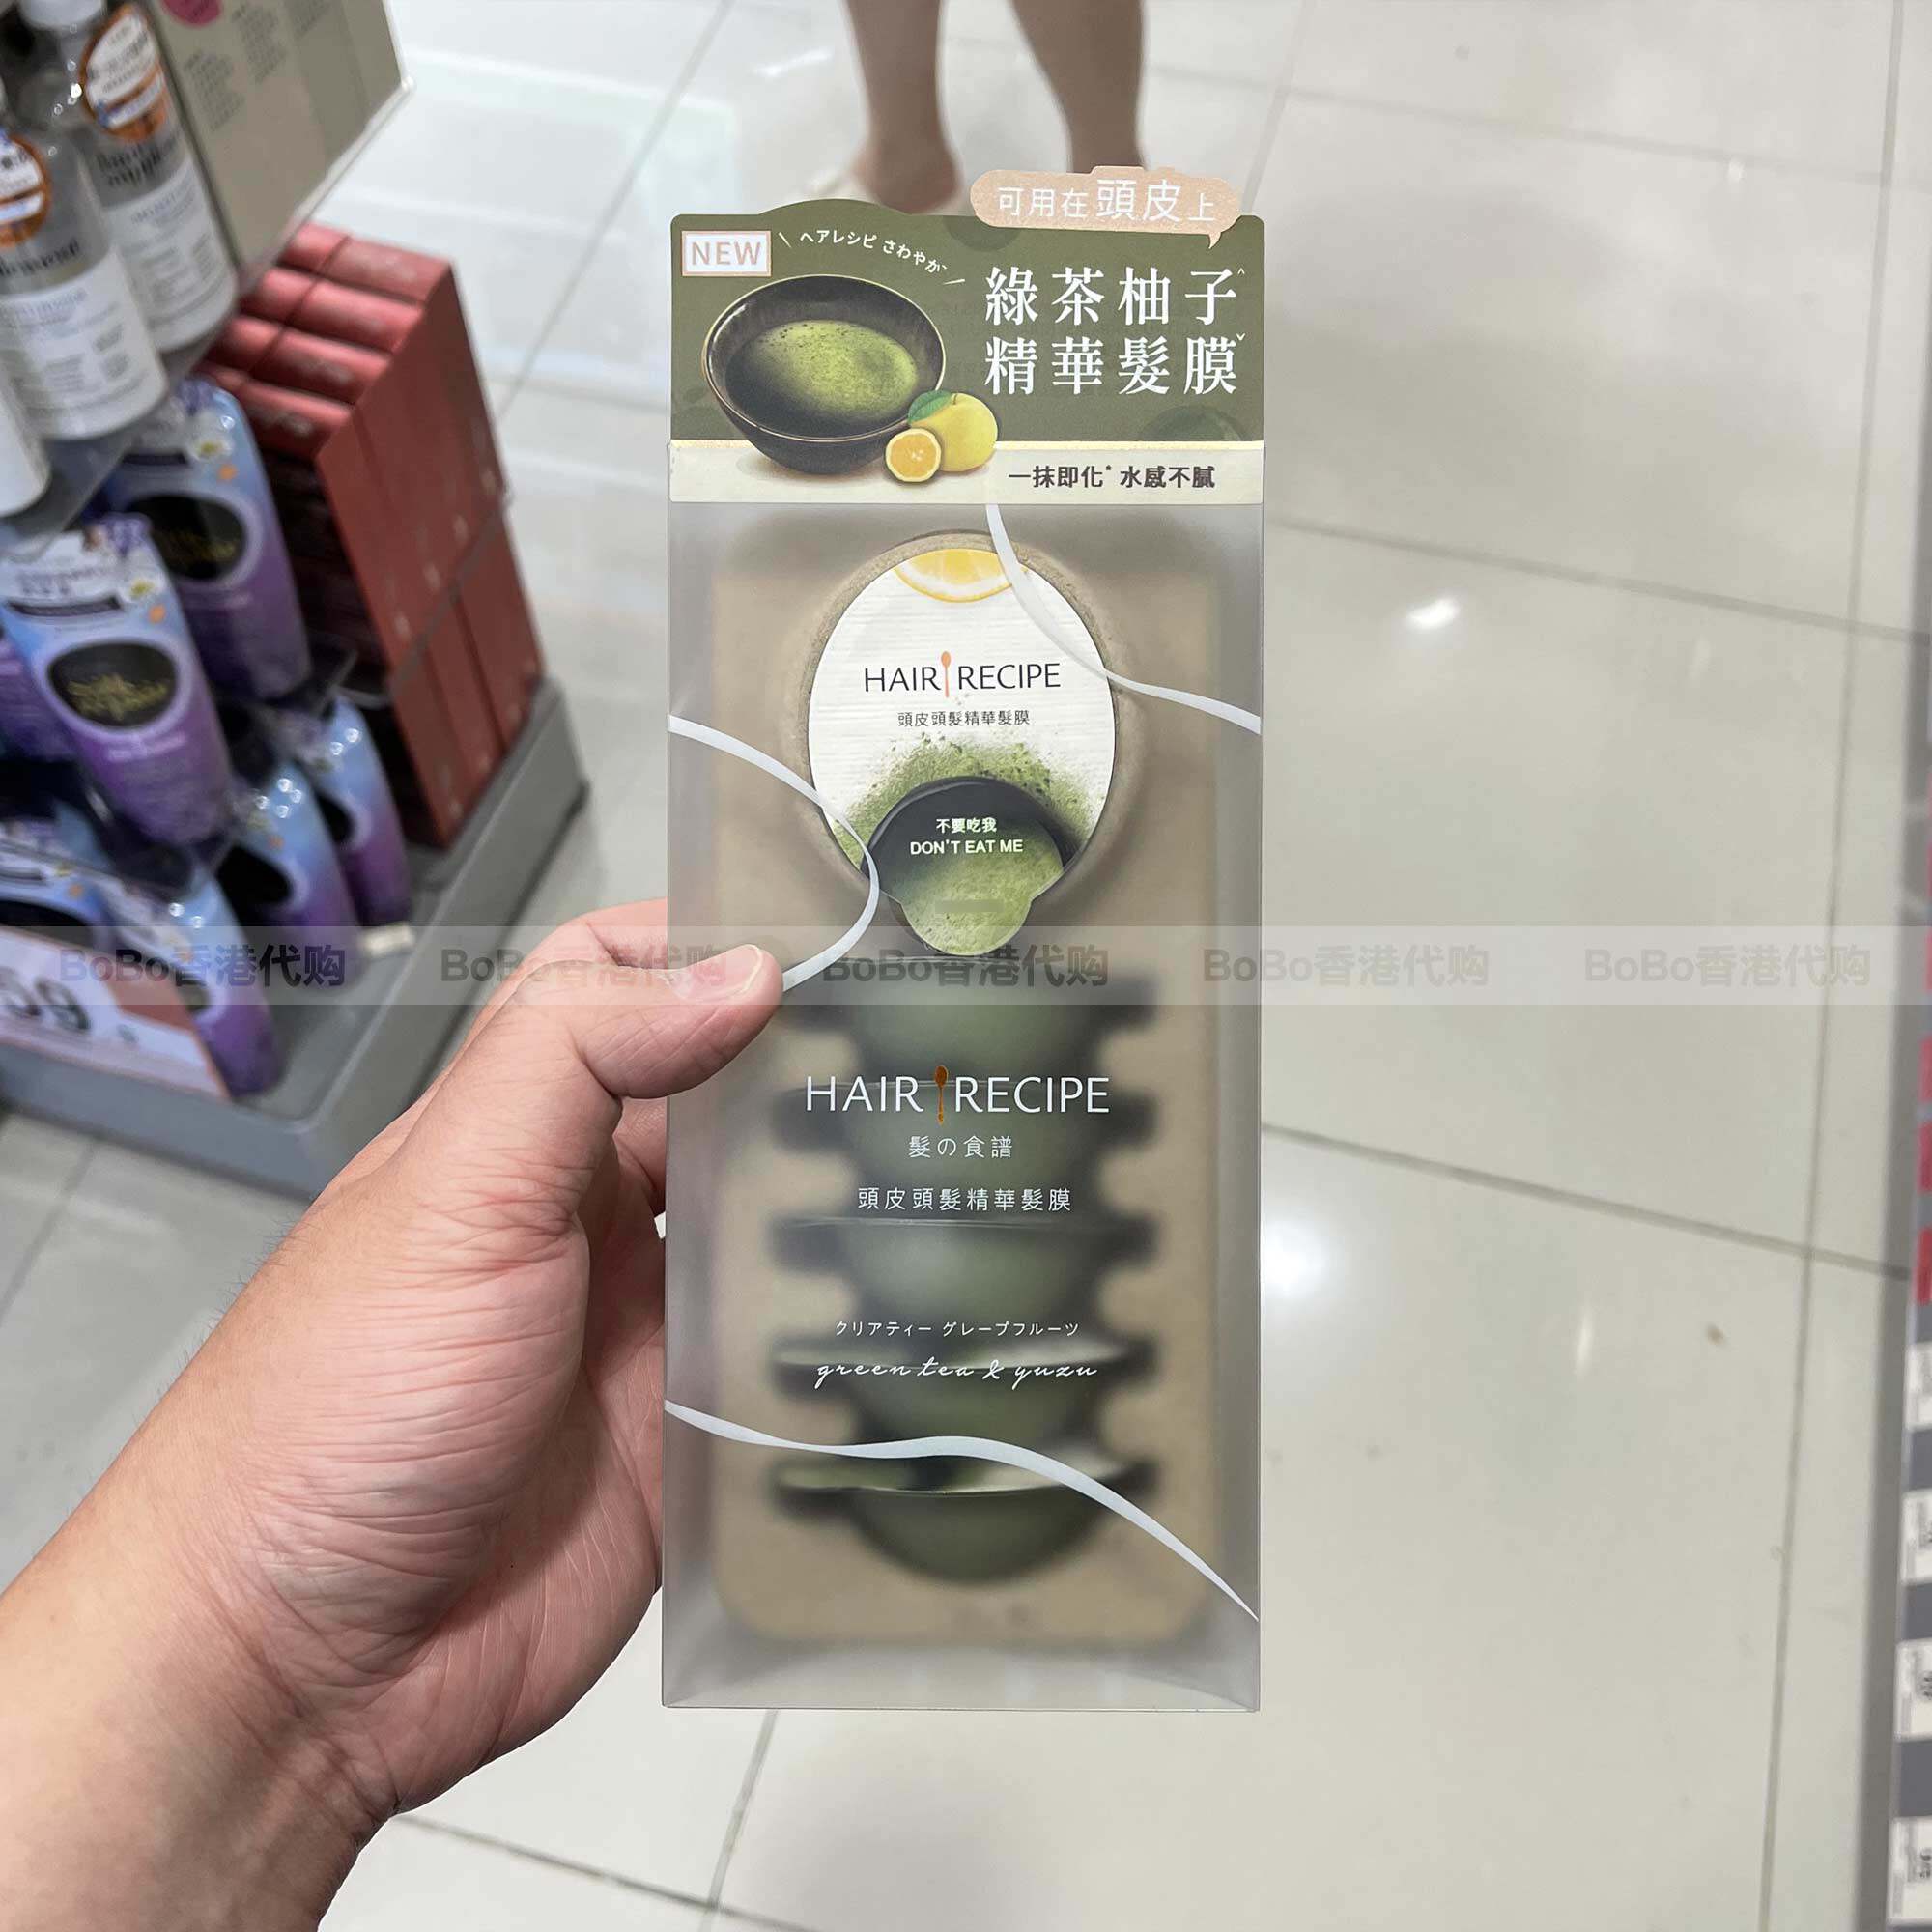 可用在頭皮上
NEW
ヘアレシピ さわやか
綠茶柚子
精華髮膜
一抹即化* 水感不膩
HAIR RECIPE
頭皮頭髮精華髮膜
不要吃我
DON'T EAT ME
BoBo香港代购 BoBo香港代购 BoBo香港代购 BoBo香港代购 BoBo香港代购
HAIR RECIPE
髮の食譜
頭皮頭髮精華髮膜
クリアティー グレープフルーツ
green tea & yuzu